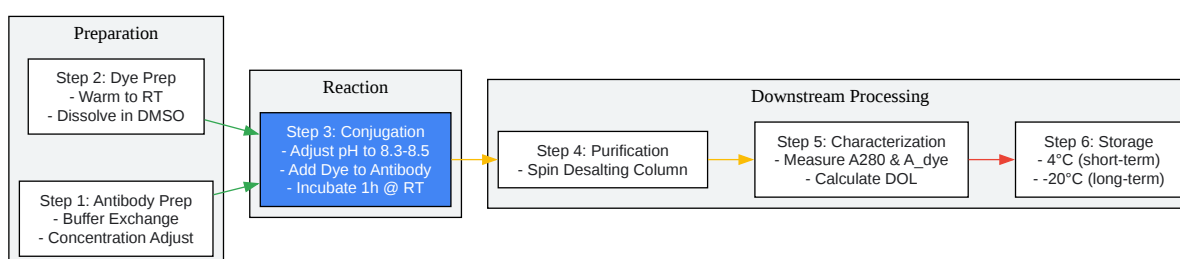 Preparation
Step 2: Dye Prep
- Warm to RT
- Dissolve in DMSO
Step 1: Antibody Prep
- Buffer Exchange
- Concentration Adjust
Reaction
Step 3: Conjugation
- Adjust pH to 8.3-8.5
- Add Dye to Antibody
- Incubate 1h @ RT
Downstream Processing
Step 4: Purification
- Spin Desalting Column
Step 5: Characterization
- Measure A280 & A_dye
- Calculate DOL
Step 6: Storage
- 4°C (short-term)
- -20°C (long-term)